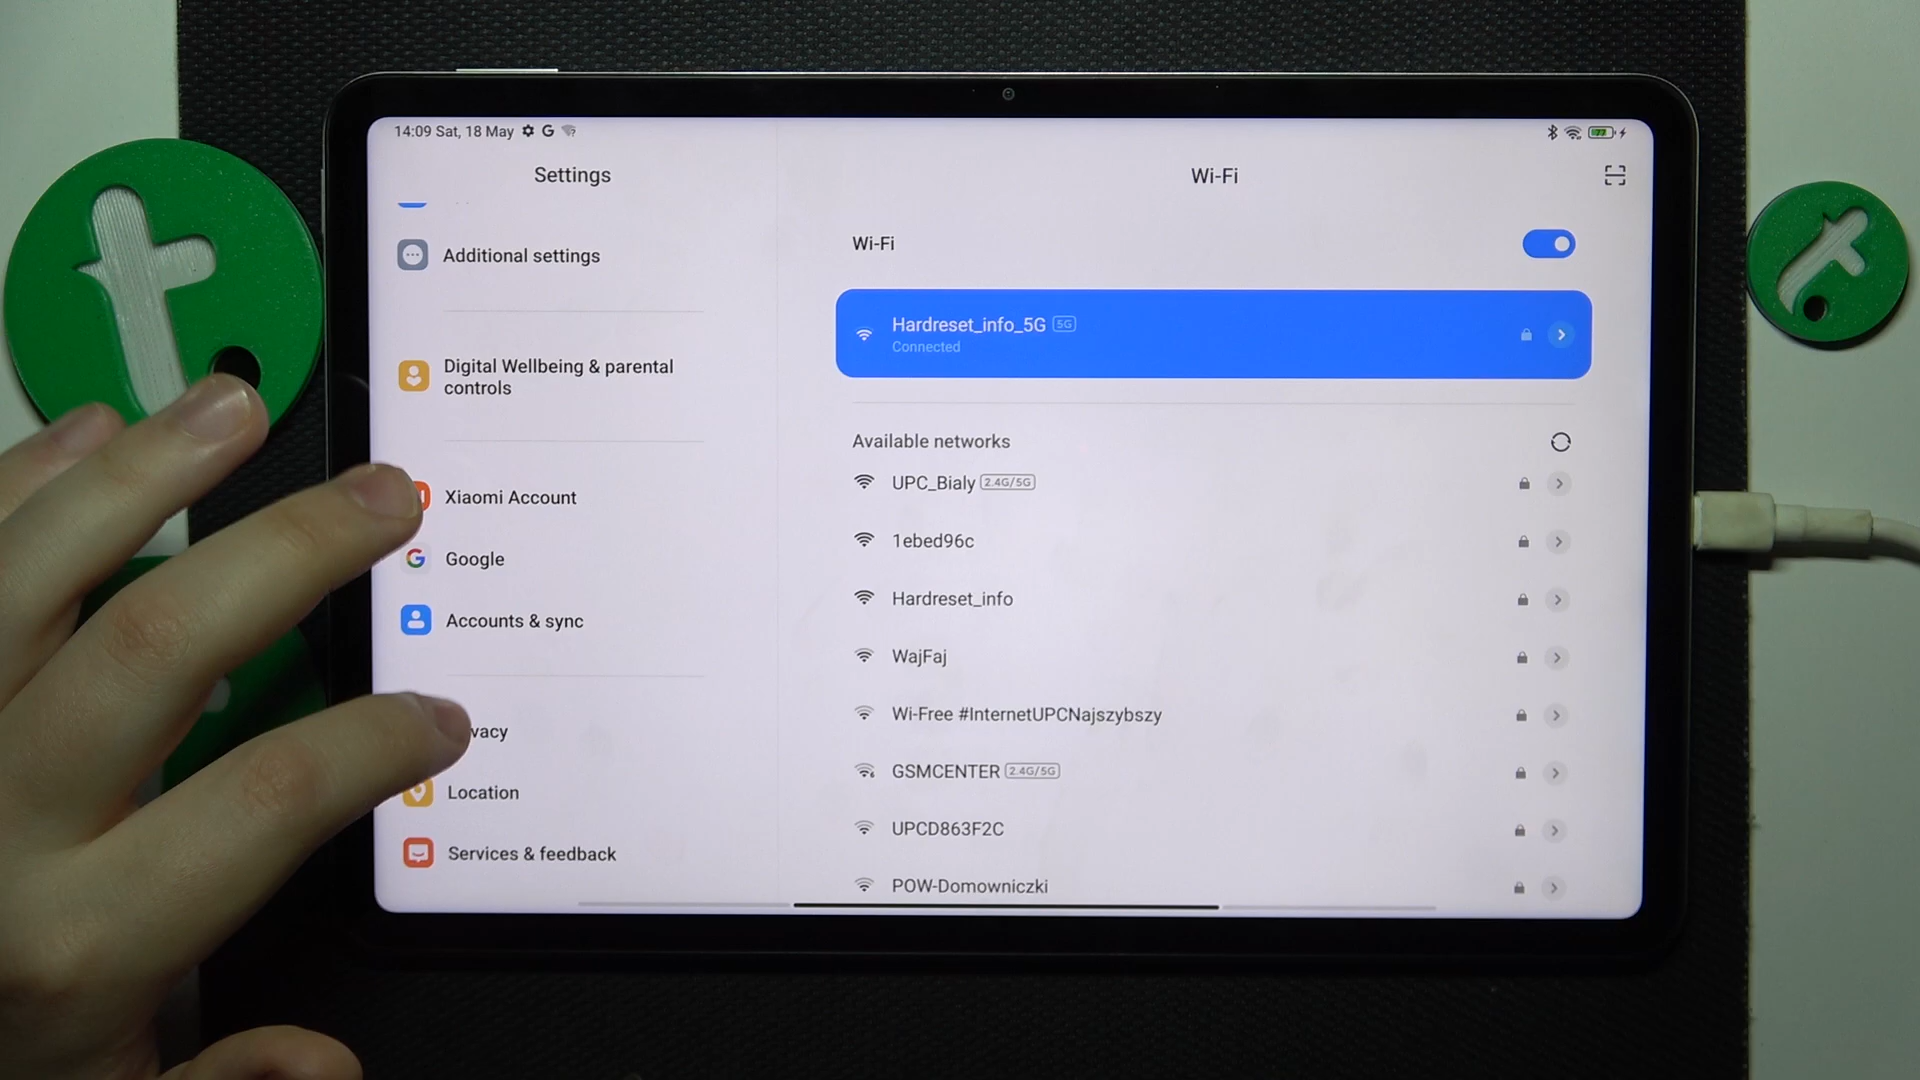 14:09 Sat, 18 May
77
Settings
Additional settings
Digital Wellbeing & parental
controls
Xiaomi Account
Google
Accounts & sync
vacy
Location
Services & feedback
Wi-Fi
Wi-Fi
Hardreset_info_5G 5G
Connected
Available networks
UPC_Bialy 2.4G/5G
1ebed96c
Hardreset_info
WajFaj
Wi-Free #InternetUPCNajszybszy
GSMCENTER 2.4G/5G
UPCD863F2C
POW-Domowniczki